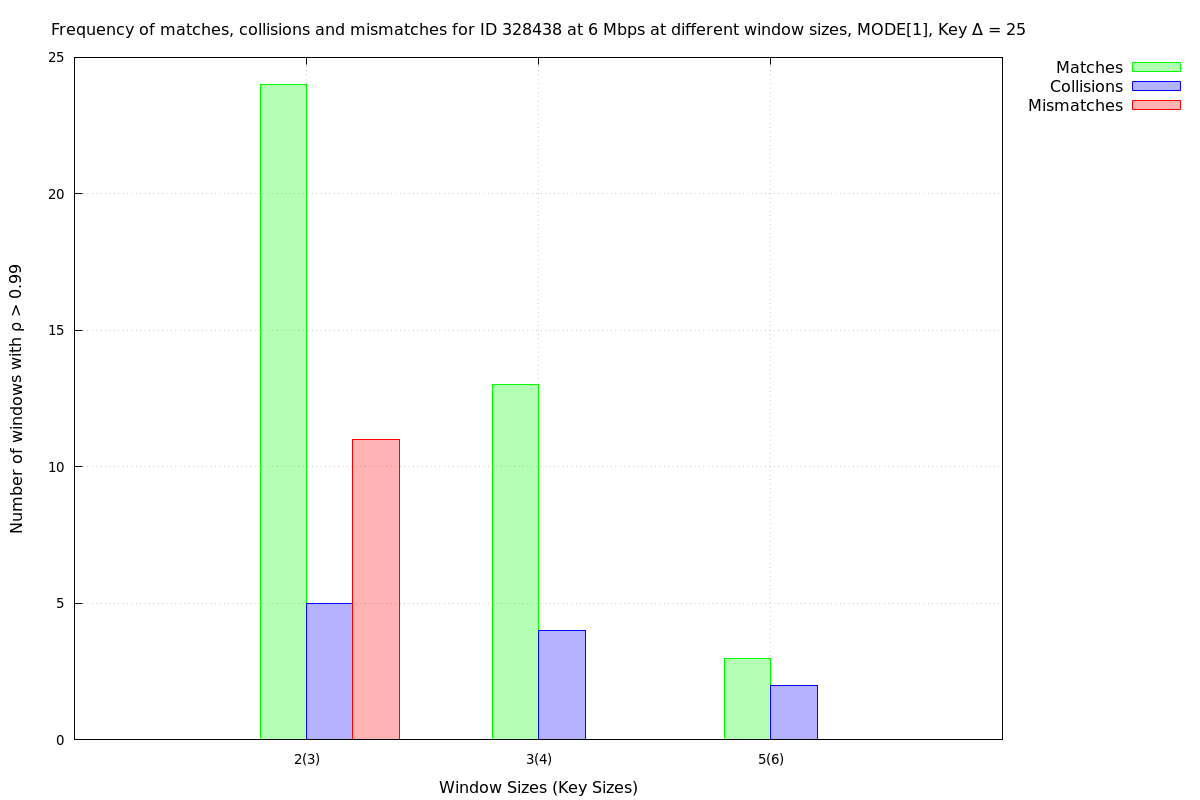 Frequency of matches, collisions and mismatches for ID 328438 at 6 Mbps at different window sizes, MODE[1], Key Δ = 25
Matches
Collisions
Mismatches
Number of windows with ρ > 0.99
25
20
15
10
5
0
2(3) 3(4) 5(6)
Window Sizes (Key Sizes)